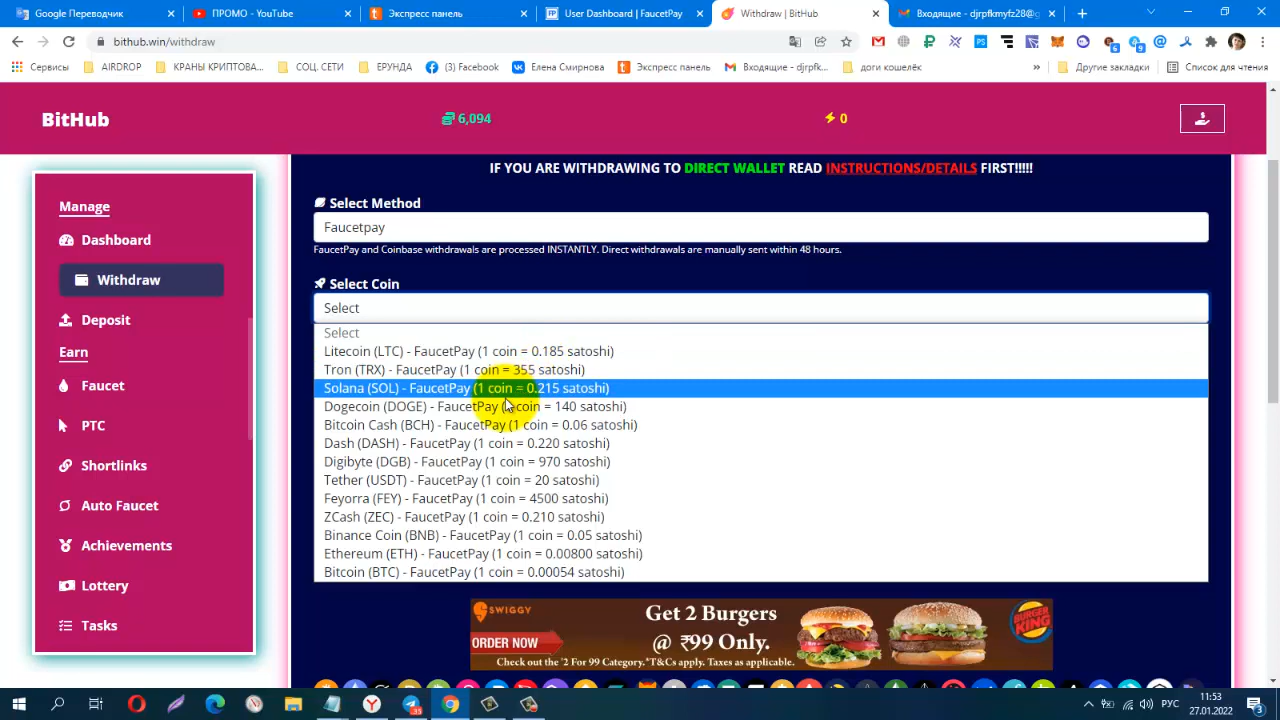 Google Переводчик
ПРОМО - YouTube
Экспресс панель
User Dashboard | FaucetPay
Withdraw | BitHub
Входящие - djrpfkmyfz28@g
bithub.win/withdraw
Сервисы
AIRDROP
КРАНЫ КРИПТОВА...
СОЦ. СЕТИ
ЕРУНДА
(3) Facebook
Елена Смирнова
Экспресс панель
Входящие - djrpfk...
доги кошелёк
»
Другие закладки
Список для чтения
BitHub
6,094
0
IF YOU ARE WITHDRAWING TO DIRECT WALLET READ INSTRUCTIONS/DETAILS FIRST!!!!!
Manage
Dashboard
Withdraw
Deposit
Earn
Faucet
PTC
Shortlinks
Auto Faucet
Achievements
Lottery
Tasks
Select Method
Faucetpay
FaucetPay and Coinbase withdrawals are processed INSTANTLY. Direct withdrawals are manually sent within 48 hours.
Select Coin
Select
Select
Litecoin (LTC) - FaucetPay (1 coin = 0.185 satoshi)
Tron (TRX) - FaucetPay (1 coin = 355 satoshi)
Solana (SOL) - FaucetPay (1 coin = 0.215 satoshi)
Dogecoin (DOGE) - FaucetPay (1 coin = 140 satoshi)
Bitcoin Cash (BCH) - FaucetPay (1 coin = 0.06 satoshi)
Dash (DASH) - FaucetPay (1 coin = 0.220 satoshi)
Digibyte (DGB) - FaucetPay (1 coin = 970 satoshi)
Tether (USDT) - FaucetPay (1 coin = 20 satoshi)
Feyorra (FEY) - FaucetPay (1 coin = 4500 satoshi)
ZCash (ZEC) - FaucetPay (1 coin = 0.210 satoshi)
Binance Coin (BNB) - FaucetPay (1 coin = 0.05 satoshi)
Ethereum (ETH) - FaucetPay (1 coin = 0.00800 satoshi)
Bitcoin (BTC) - FaucetPay (1 coin = 0.00054 satoshi)
SWIGGY
ORDER NOW
Get 2 Burgers
@ ₹99 Only.
Check out the '2 For 99 Category.*T&Cs apply. Taxes as applicable.
BURGER KING
РУС
11:53
27.01.2022